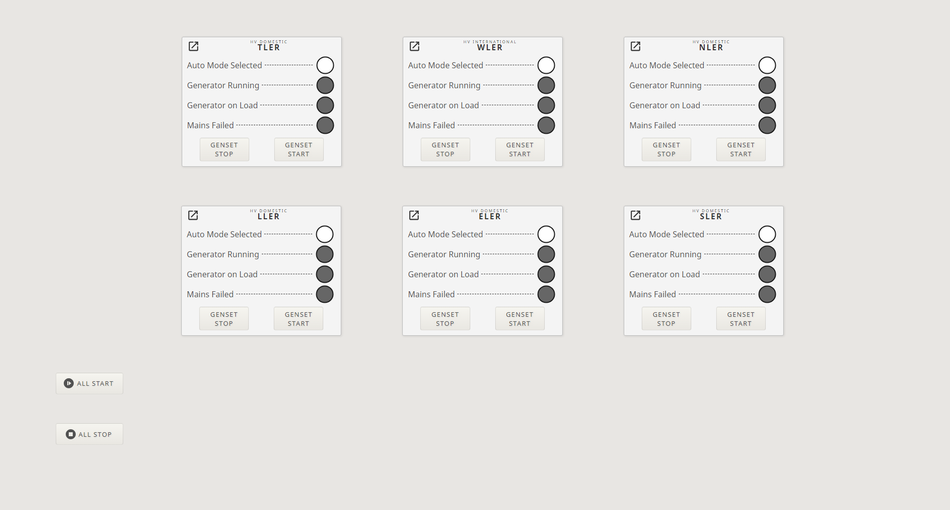 HV DOMESTIC
TLER
Auto Mode Selected
Generator Running
Generator on Load
Mains Failed
GENSET STOP
GENSET START
HV INTERNATIONAL
WLER
Auto Mode Selected
Generator Running
Generator on Load
Mains Failed
GENSET STOP
GENSET START
HV DOMESTIC
NLER
Auto Mode Selected
Generator Running
Generator on Load
Mains Failed
GENSET STOP
GENSET START
HV DOMESTIC
LLER
Auto Mode Selected
Generator Running
Generator on Load
Mains Failed
GENSET STOP
GENSET START
HV DOMESTIC
ELER
Auto Mode Selected
Generator Running
Generator on Load
Mains Failed
GENSET STOP
GENSET START
HV DOMESTIC
SLER
Auto Mode Selected
Generator Running
Generator on Load
Mains Failed
GENSET STOP
GENSET START
ALL START
ALL STOP